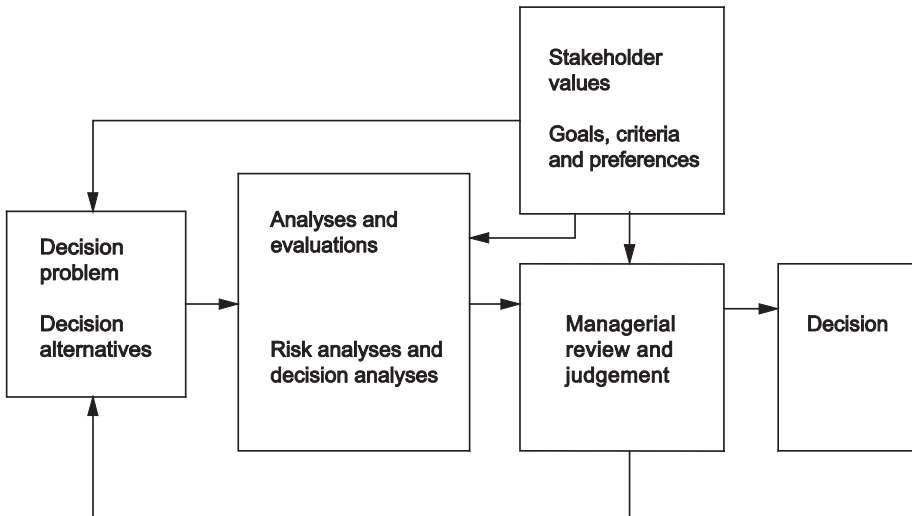 Stakeholder
values
Goals, criteria
and preferences
Decision
problem
Decision
alternatives
Analyses and
evaluations
Risk analyses and
decision analyses
Managerial
review and
judgement
Decision